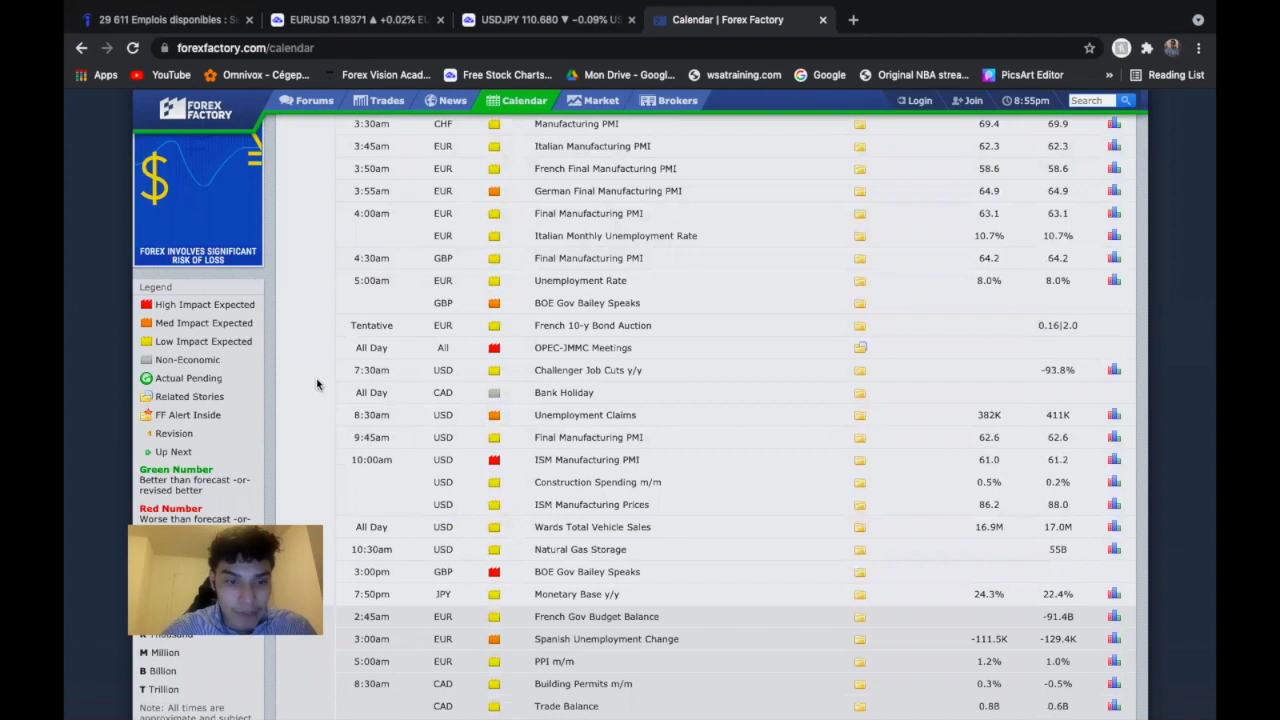 29 611 Emplois disponibles : S
EURUSD 1.19371 ▲ +0.02% EU
USDJPY 110.680 ▼ −0.09% US
Calendar | Forex Factory
forexfactory.com/calendar
Apps
YouTube
Omnivox - Cégep...
Forex Vision Acad...
Free Stock Charts...
Mon Drive - Googl...
wsatraining.com
Google
Original NBA strea...
PicsArt Editor
»
Reading List
FOREX FACTORY
Forums
Trades
News
Calendar
Market
Brokers
Login
Join
8:55pm
Search
$
FOREX INVOLVES SIGNIFICANT
RISK OF LOSS
Legend
High Impact Expected
Med Impact Expected
Low Impact Expected
Non-Economic
Actual Pending
Related Stories
FF Alert Inside
Revision
Up Next
Green Number
Better than forecast -or-
revised better
Red Number
Worse than forecast -or-
M Million
B Billion
T Trillion
Note: All times are
approximate and subject
3:30am CHF Manufacturing PMI 69.4 69.9
3:45am EUR Italian Manufacturing PMI 62.3 62.3
3:50am EUR French Final Manufacturing PMI 58.6 58.6
3:55am EUR German Final Manufacturing PMI 64.9 64.9
4:00am EUR Final Manufacturing PMI 63.1 63.1
EUR Italian Monthly Unemployment Rate 10.7% 10.7%
4:30am GBP Final Manufacturing PMI 64.2 64.2
5:00am EUR Unemployment Rate 8.0% 8.0%
GBP BOE Gov Bailey Speaks
Tentative EUR French 10-y Bond Auction 0.16|2.0
All Day All OPEC-JMMC Meetings
7:30am USD Challenger Job Cuts y/y -93.8%
All Day CAD Bank Holiday
8:30am USD Unemployment Claims 382K 411K
9:45am USD Final Manufacturing PMI 62.6 62.6
10:00am USD ISM Manufacturing PMI 61.0 61.2
USD Construction Spending m/m 0.5% 0.2%
USD ISM Manufacturing Prices 86.2 88.0
All Day USD Wards Total Vehicle Sales 16.9M 17.0M
10:30am USD Natural Gas Storage 55B
3:00pm GBP BOE Gov Bailey Speaks
7:50pm JPY Monetary Base y/y 24.3% 22.4%
2:45am EUR French Gov Budget Balance -91.4B
3:00am EUR Spanish Unemployment Change -111.5K -129.4K
5:00am EUR PPI m/m 1.2% 1.0%
8:30am CAD Building Permits m/m 0.3% -0.5%
CAD Trade Balance 0.8B 0.6B